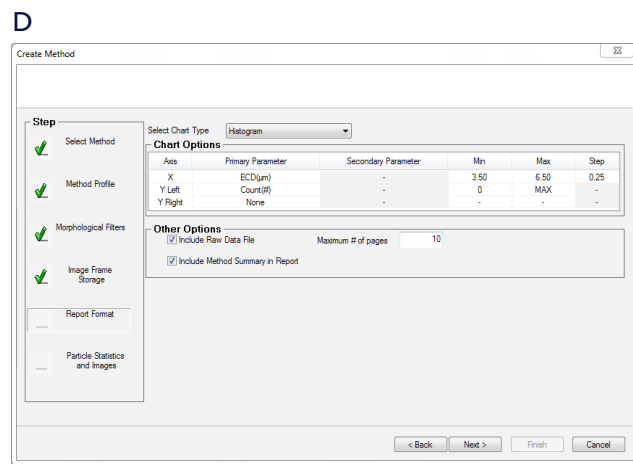 D
Create Method
Step
Select Method
Method Profile
Morphological Filters
Image Frame
Storage
Report Format
Particle Statistics
and Images
Select Chart Type Histogram
Chart Options
Axis Primary Parameter Secondary Parameter Min Max Step
X ECD(µm) - 3.50 6.50 0.25
Y Left Count(#) - 0 MAX -
Y Right None - - - -
Other Options
Include Raw Data File Maximum # of pages 10
Include Method Summary in Report
< Back Next > Finish Cancel